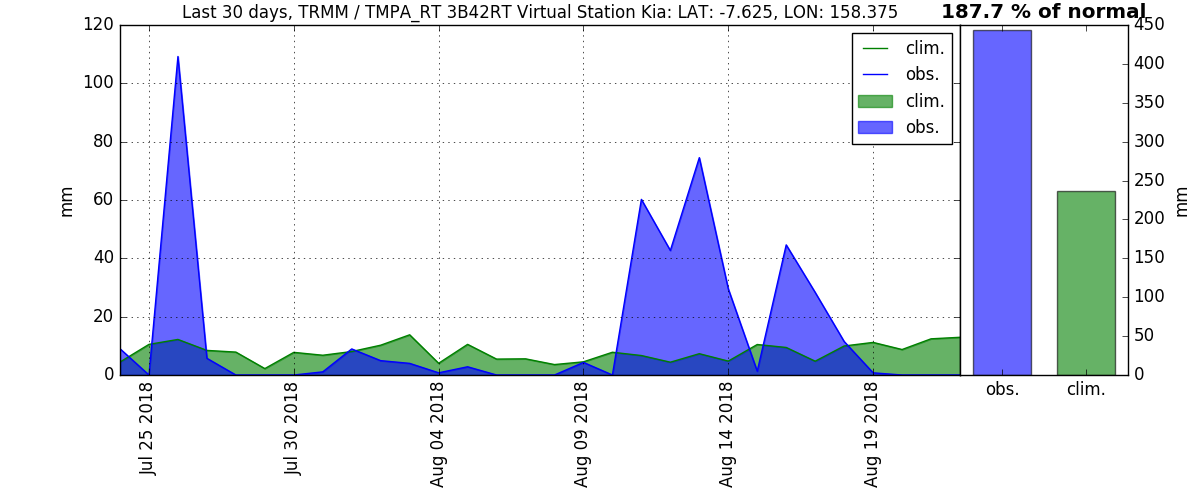 Last 30 days, TRMM / TMPA_RT 3B42RT Virtual Station Kia: LAT: -7.625, LON: 158.375
187.7 % of normal
120
100
80
60
40
20
0
mm
clim.
obs.
clim.
obs.
Jul 25 2018
Jul 30 2018
Aug 04 2018
Aug 09 2018
Aug 14 2018
Aug 19 2018
450
400
350
300
250
200
150
100
50
0
mm
obs.
clim.